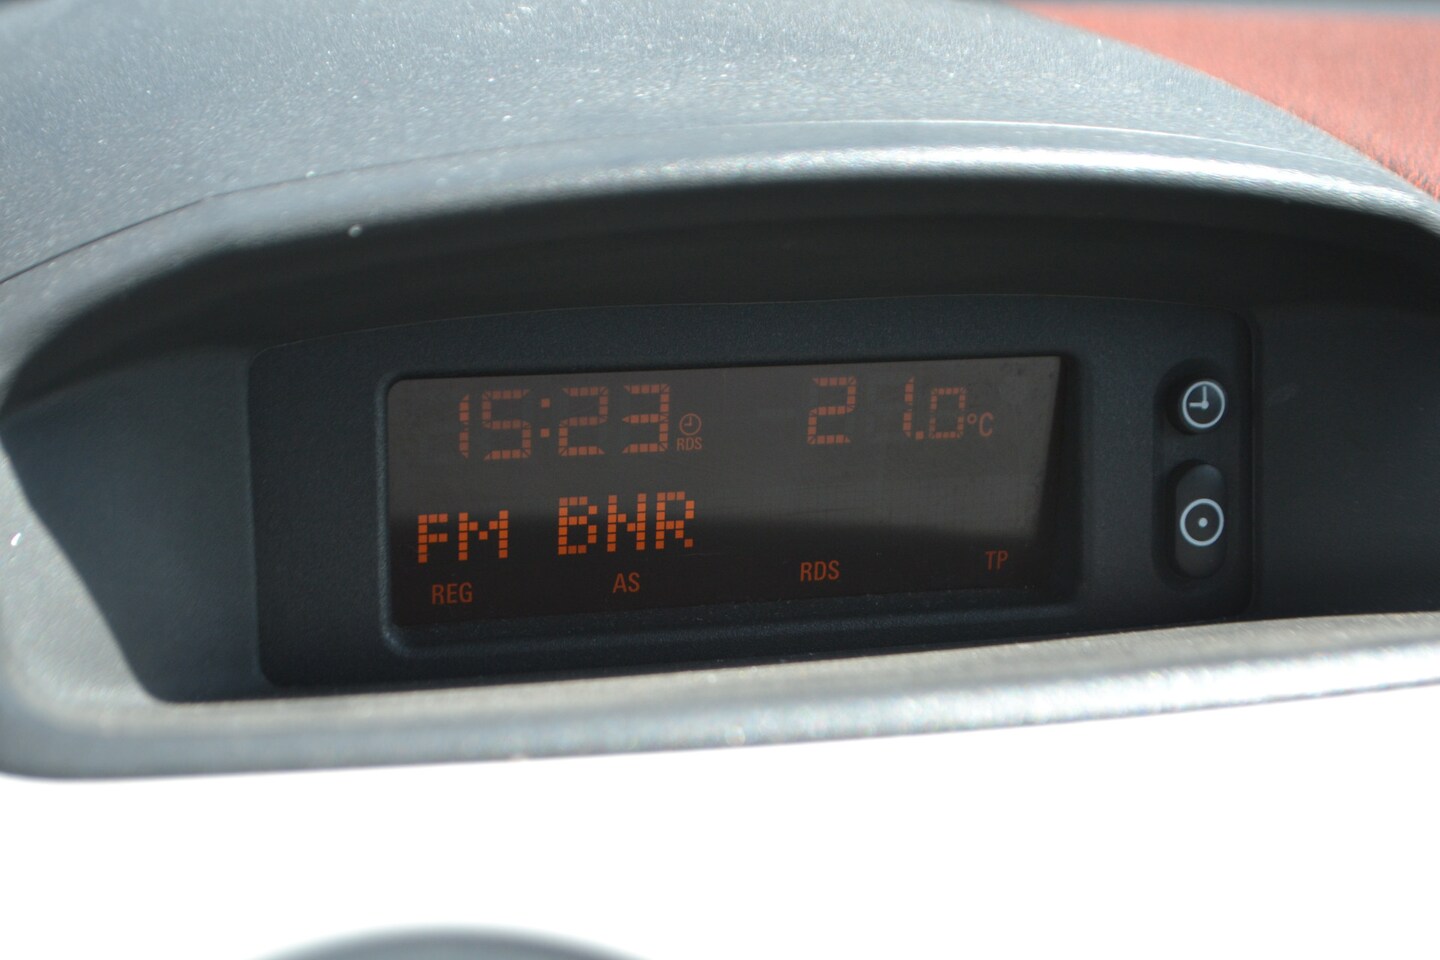 15:23 RDS 21.0°C
FM BNR
REG AS RDS TP